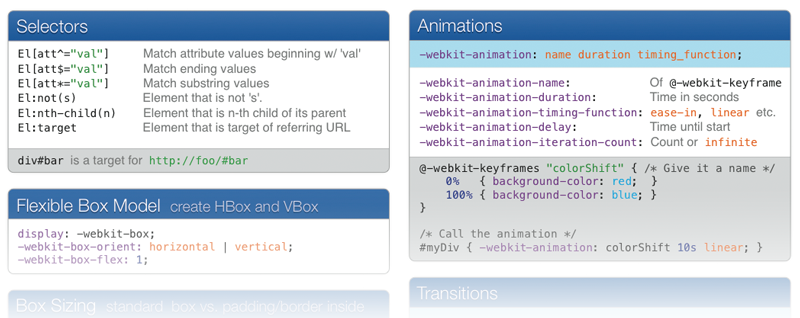 Selectors
El[att^="val"] Match attribute values beginning w/ 'val'
El[att$="val"] Match ending values
El[att*="val"] Match substring values
El:not(s) Element that is not 's'.
El:nth-child(n) Element that is n-th child of its parent
El:target Element that is target of referring URL
div#bar is a target for http://foo/#bar
Flexible Box Model create HBox and VBox
display: -webkit-box;
-webkit-box-orient: horizontal | vertical;
-webkit-box-flex: 1;
Box Sizing standard box vs. padding/border inside
Animations
-webkit-animation: name duration timing_function;
-webkit-animation-name: Of @-webkit-keyframe
-webkit-animation-duration: Time in seconds
-webkit-animation-timing-function: ease-in, linear etc.
-webkit-animation-delay: Time until start
-webkit-animation-iteration-count: Count or infinite
@-webkit-keyframes "colorShift" { /* Give it a name */
0% { background-color: red; }
100% { background-color: blue; }
}
/* Call the animation */
#myDiv { -webkit-animation: colorShift 10s linear; }
Transitions